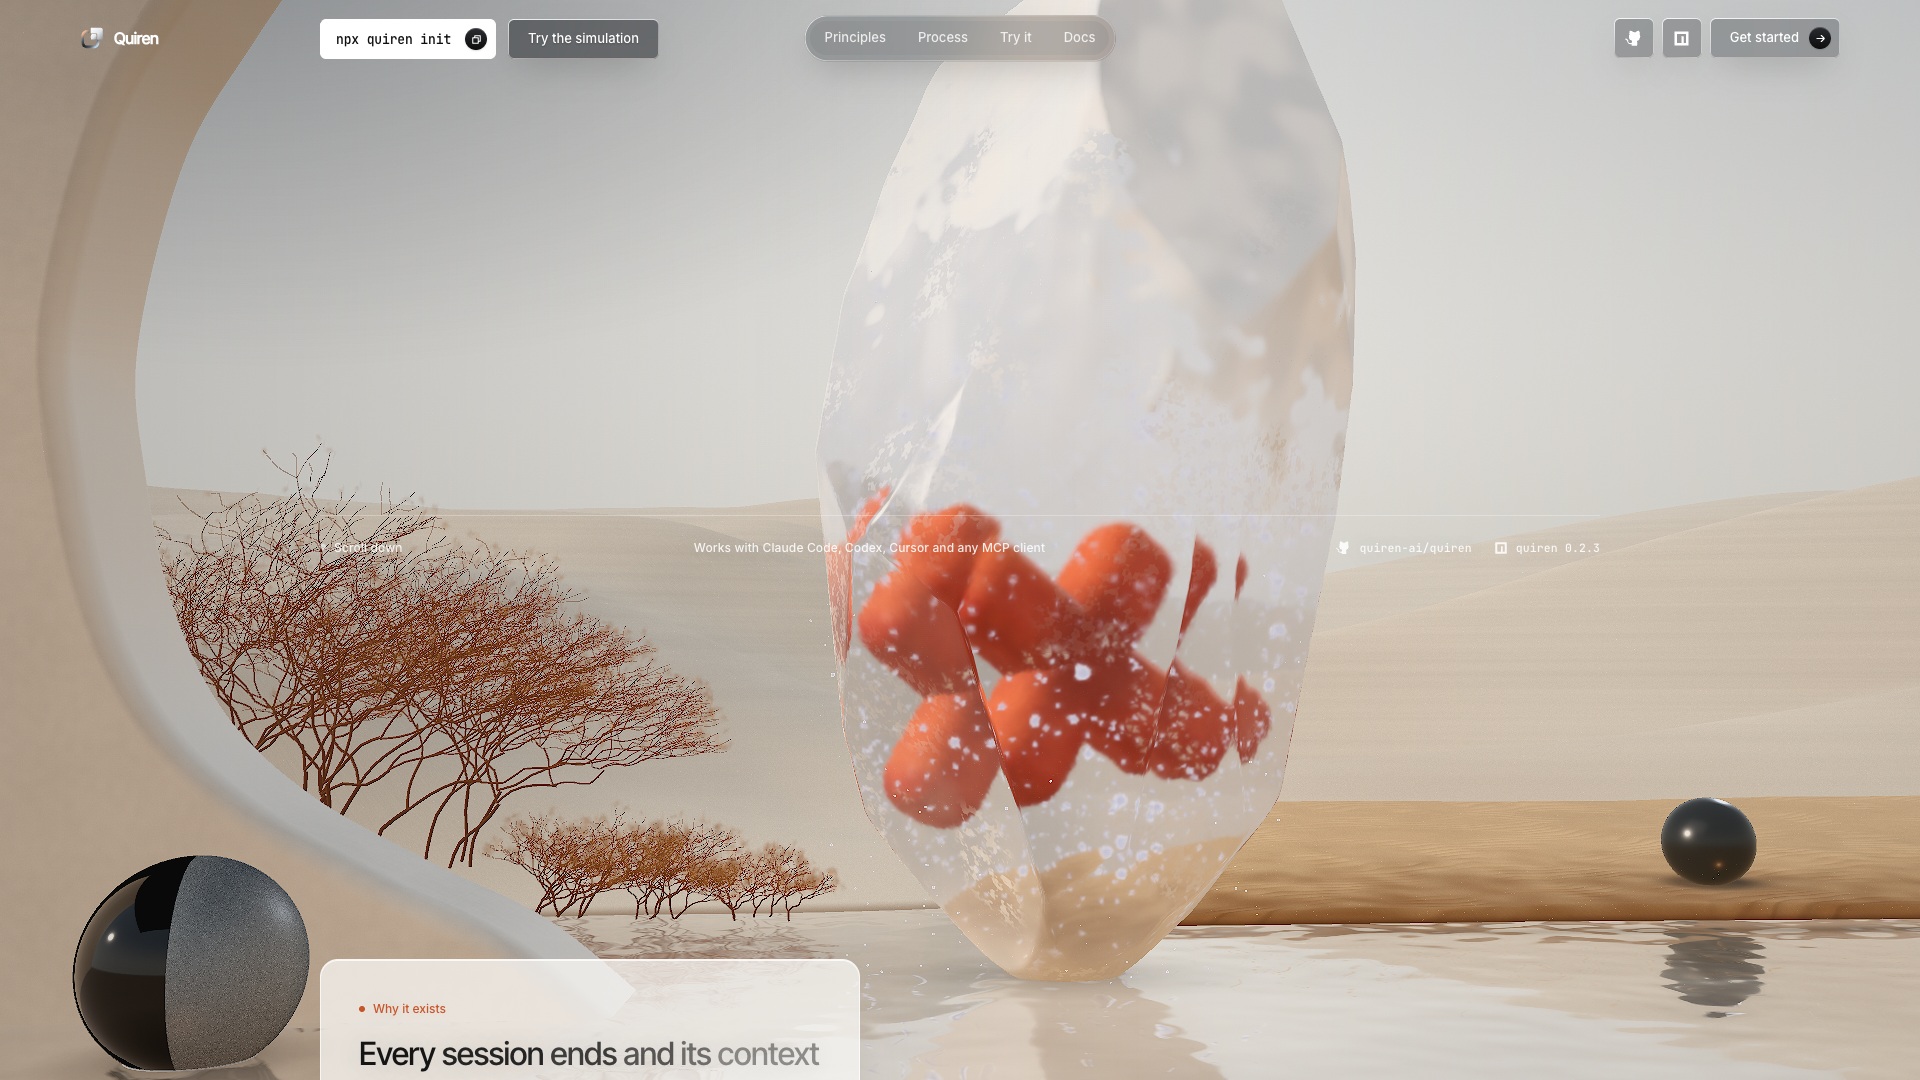 Quiren
npx quiren init
Try the simulation
Principles
Process
Try it
Docs
Get started
Scroll down
Works with Claude Code, Codex, Cursor and any MCP client
quiren-ai/quiren
quiren 0.2.3
Why it exists
Every session ends and its context